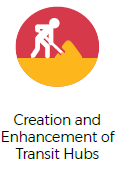 Creation and
Enhancement of
Transit Hubs